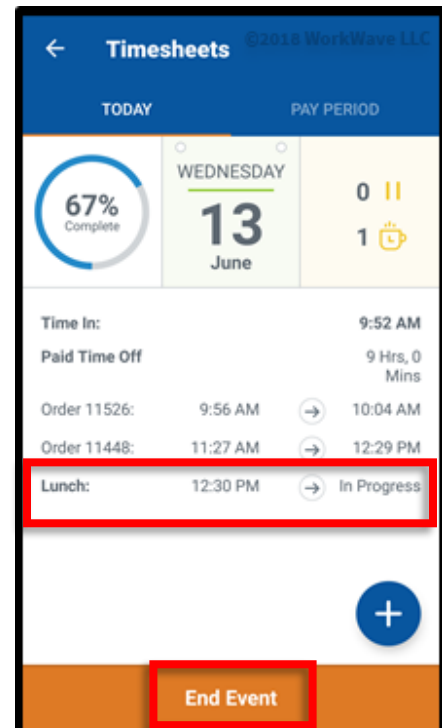 ©2018 WorkWave LLC
← Timesheets
TODAY PAY PERIOD
67%
Complete
WEDNESDAY
13
June
0
1
Time In: 9:52 AM
Paid Time Off 9 Hrs, 0
Mins
Order 11526: 9:56 AM → 10:04 AM
Order 11448: 11:27 AM → 12:29 PM
Lunch: 12:30 PM → In Progress
+
End Event